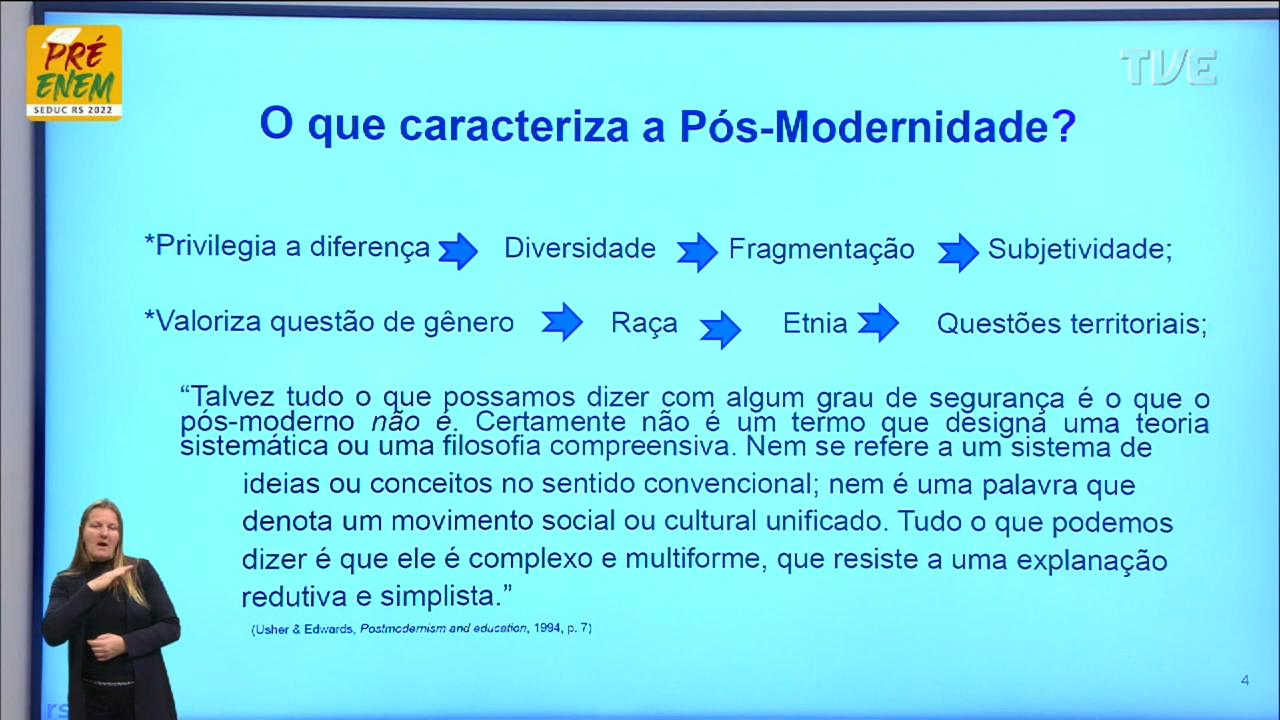 PRÉ
ENEM
SEDUC RS 2022
TVE
O que caracteriza a Pós-Modernidade?
*Privilegia a diferença Diversidade Fragmentação Subjetividade;
*Valoriza questão de gênero Raça Etnia Questões territoriais;
“Talvez tudo o que possamos dizer com algum grau de segurança é o que o
pós-moderno não é. Certamente não é um termo que designa uma teoria
sistemática ou uma filosofia compreensiva. Nem se refere a um sistema de
ideias ou conceitos no sentido convencional; nem é uma palavra que
denota um movimento social ou cultural unificado. Tudo o que podemos
dizer é que ele é complexo e multiforme, que resiste a uma explanação
redutiva e simplista.”
(Usher & Edwards, Postmodernism and education, 1994, p. 7)
4
rs